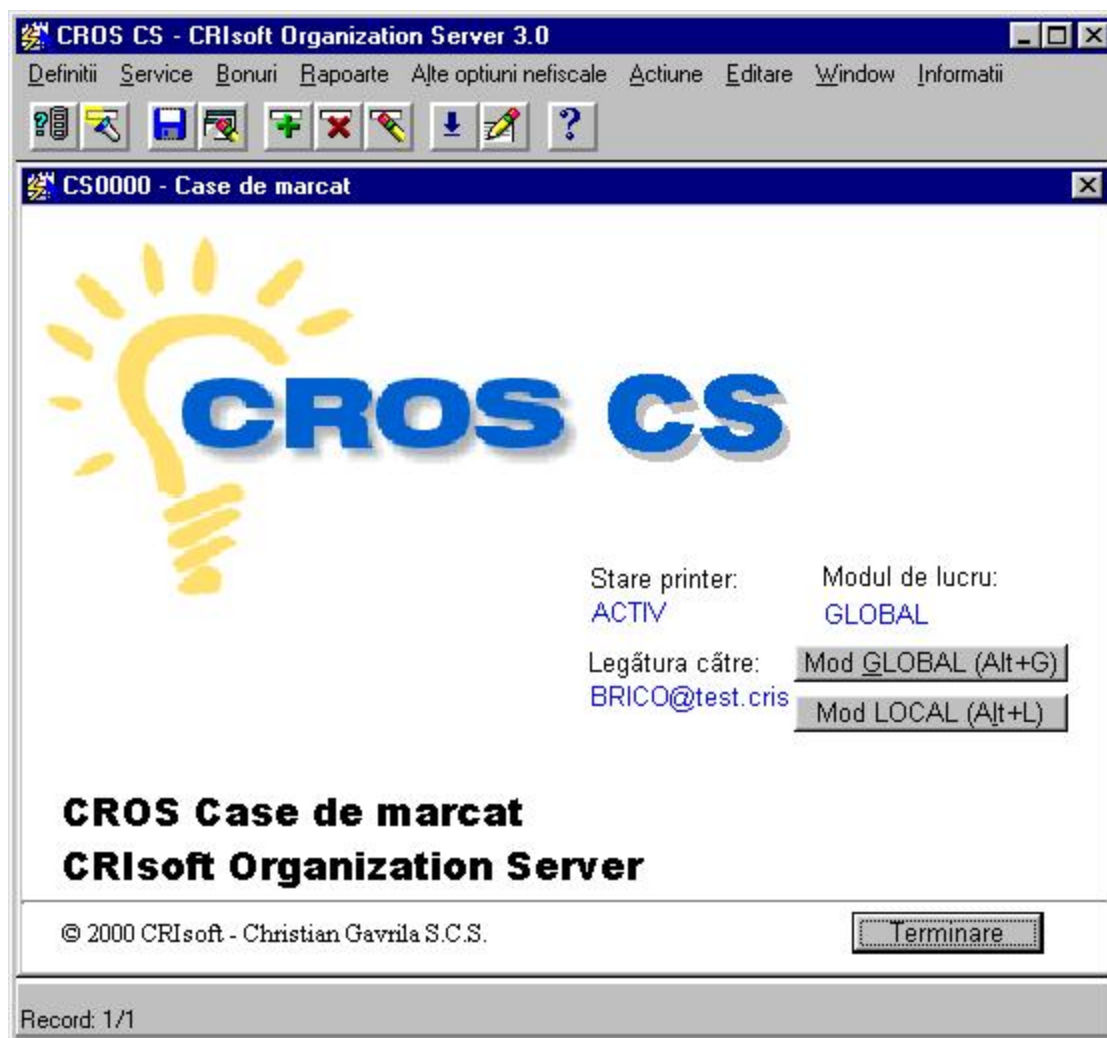 CROS CS - CRIsoft Organization Server 3.0
Definitii Service Bonuri Rapoarte Alte optiuni nefiscale Actiune Editare Window Informatii
CS0000 - Case de marcat
CROS CS
Stare printer: Modul de lucru:
ACTIV GLOBAL
Legătura către: Mod GLOBAL (Alt+G)
BRICO@test.cris Mod LOCAL (Alt+L)
CROS Case de marcat
CRIsoft Organization Server
© 2000 CRIsoft - Christian Gavrila S.C.S. Terminare
Record: 1/1